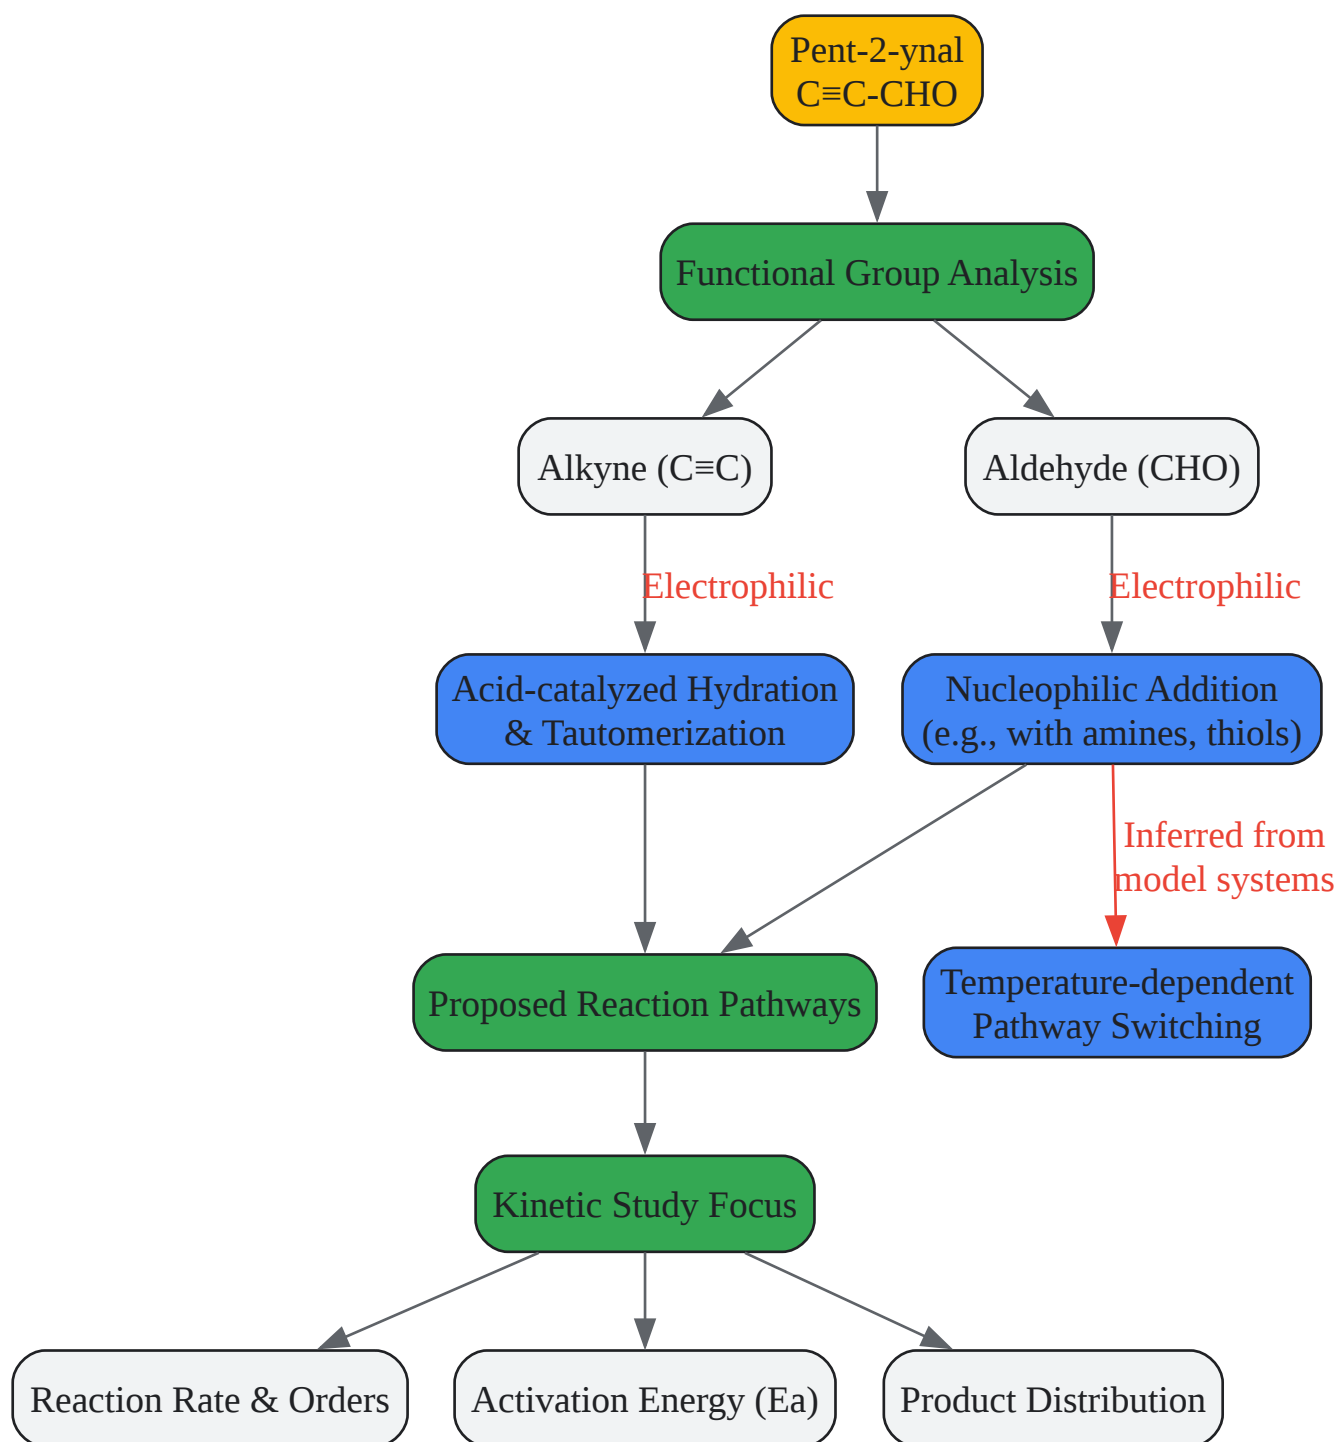 Pent-2-ynal
C≡C-CHO
Functional Group Analysis
Alkyne (C≡C)
Aldehyde (CHO)
Electrophilic
Electrophilic
Acid-catalyzed Hydration
& Tautomerization
Nucleophilic Addition
(e.g., with amines, thiols)
Inferred from
model systems
Proposed Reaction Pathways
Temperature-dependent
Pathway Switching
Kinetic Study Focus
Reaction Rate & Orders
Activation Energy (Ea)
Product Distribution